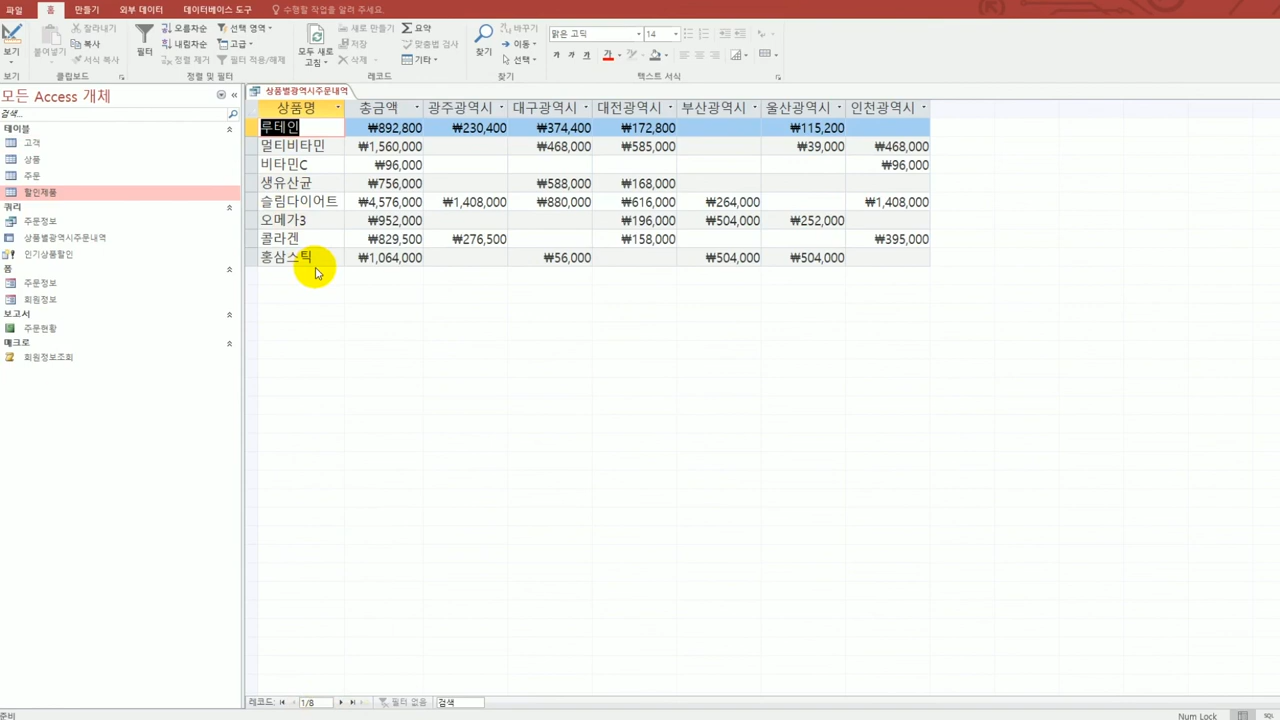 파일 홈 만들기 외부 데이터 데이터베이스 도구 수행할 작업을 알려 주세요.
보기 붙여넣기 잘라내기 복사 서식 복사 필터 오름차순 내림차순 정렬 제거 선택 영역 고급 필터 적용/해제 모두 새로 고침 새로 만들기 저장 삭제 요약 맞춤법 검사 기타 찾기 바꾸기 이동 선택 맑은 고딕 14 가 가 가 가
보기 클립보드 정렬 및 필터 레코드 찾기 텍스트 서식
모든 Access 개체
검색...
테이블
고객
상품
주문
할인제품
쿼리
주문정보
상품별광역시주문내역
인기상품할인
폼
주문정보
회원정보
보고서
주문현황
매크로
회원정보조회
상품별광역시주문내역
상품명 총금액 광주광역시 대구광역시 대전광역시 부산광역시 울산광역시 인천광역시
루테인 ₩892,800 ₩230,400 ₩374,400 ₩172,800 ₩115,200
멀티비타민 ₩1,560,000 ₩468,000 ₩585,000 ₩39,000 ₩468,000
비타민C ₩96,000 ₩96,000
생유산균 ₩756,000 ₩588,000 ₩168,000
슬림다이어트 ₩4,576,000 ₩1,408,000 ₩880,000 ₩616,000 ₩264,000 ₩1,408,000
오메가3 ₩952,000 ₩196,000 ₩504,000 ₩252,000
콜라겐 ₩829,500 ₩276,500 ₩158,000 ₩395,000
홍삼스틱 ₩1,064,000 ₩56,000 ₩504,000 ₩504,000
레코드: 1/8 필터 없음 검색
준비 Num Lock